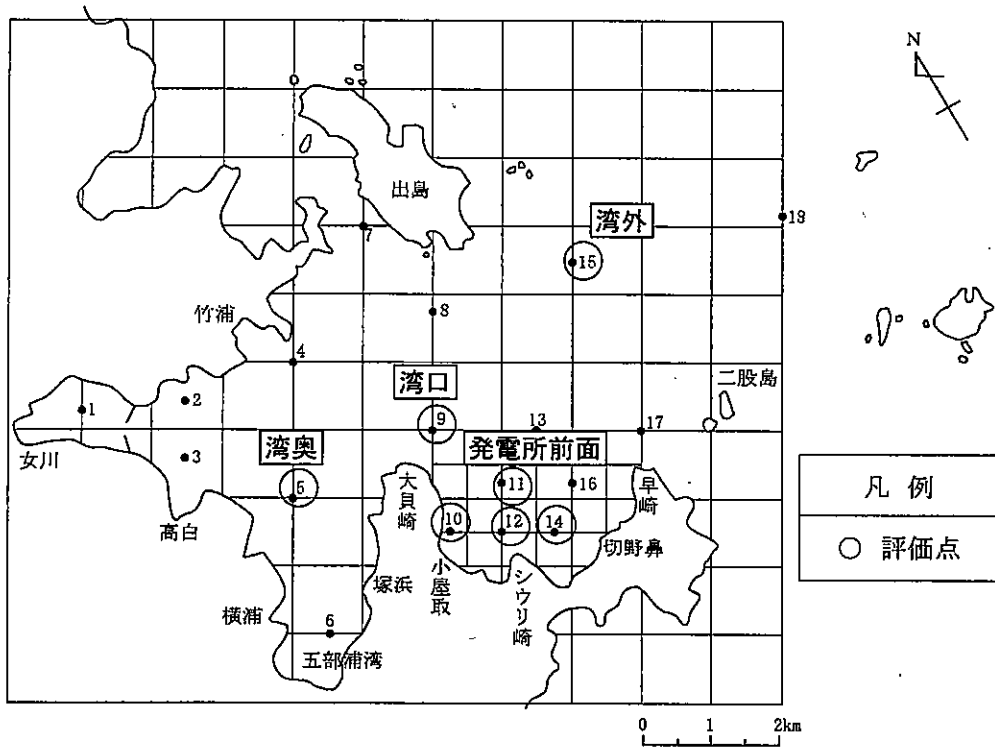 N
出島
湾外
18
7
15
8
竹浦
4
湾口
二股島
1
2
9
13
17
女川
3
湾奥
発電所前面
5
大貝崎
11
16
早崎
凡 例
高白
10
12
14
切野鼻
○ 評価点
塚浜
小屋取
シウリ崎
横浦
6
五部浦湾
0 1 2km